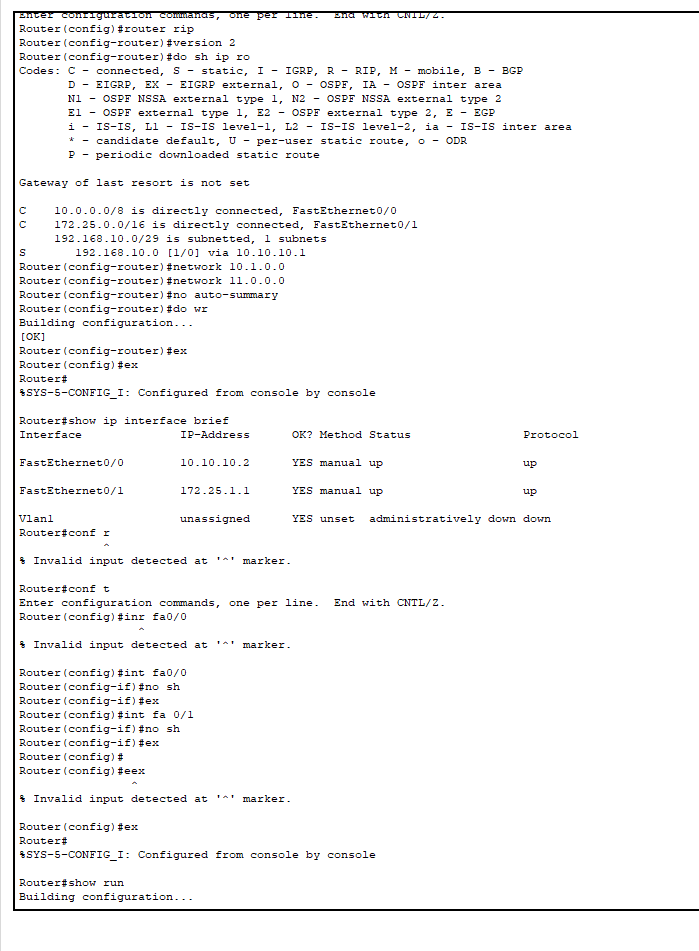 Enter configuration commands, one per line.  End with CNTL/Z.
Router(config)#router rip
Router(config-router)#version 2
Router(config-router)#do sh ip ro
Codes: C - connected, S - static, I - IGRP, R - RIP, M - mobile, B - BGP
       D - EIGRP, EX - EIGRP external, O - OSPF, IA - OSPF inter area
       N1 - OSPF NSSA external type 1, N2 - OSPF NSSA external type 2
       E1 - OSPF external type 1, E2 - OSPF external type 2, E - EGP
       i - IS-IS, L1 - IS-IS level-1, L2 - IS-IS level-2, ia - IS-IS inter area
       * - candidate default, U - per-user static route, o - ODR
       P - periodic downloaded static route

Gateway of last resort is not set

C    10.0.0.0/8 is directly connected, FastEthernet0/0
C    172.25.0.0/16 is directly connected, FastEthernet0/1
     192.168.10.0/29 is subnetted, 1 subnets
S       192.168.10.0 [1/0] via 10.10.10.1
Router(config-router)#network 10.1.0.0
Router(config-router)#network 11.0.0.0
Router(config-router)#no auto-summary
Router(config-router)#do wr
Building configuration...
[OK]
Router(config-router)#ex
Router(config)#ex
Router#
%SYS-5-CONFIG_I: Configured from console by console

Router#show ip interface brief
Interface              IP-Address      OK? Method Status                Protocol

FastEthernet0/0        10.10.10.2      YES manual up                    up

FastEthernet0/1        172.25.1.1      YES manual up                    up

Vlan1                  unassigned      YES unset  administratively down down
Router#conf r
            ^
% Invalid input detected at '^' marker.

Router#conf t
Enter configuration commands, one per line.  End with CNTL/Z.
Router(config)#inr fa0/0
                 ^
% Invalid input detected at '^' marker.

Router(config)#int fa0/0
Router(config-if)#no sh
Router(config-if)#ex
Router(config)#int fa 0/1
Router(config-if)#no sh
Router(config-if)#ex
Router(config)#
Router(config)#eex
                ^
% Invalid input detected at '^' marker.

Router(config)#ex
Router#
%SYS-5-CONFIG_I: Configured from console by console

Router#show run
Building configuration...